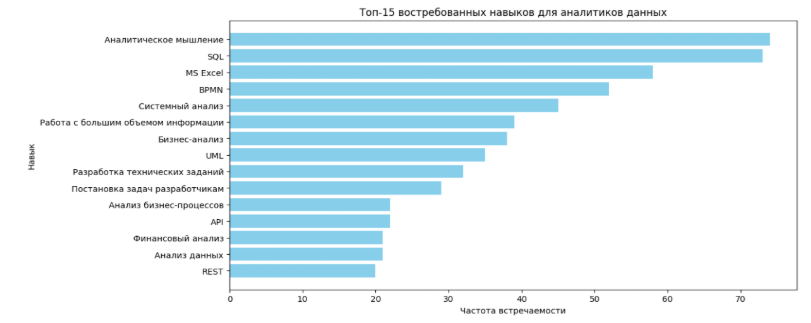 Топ-15 востребованных навыков для аналитиков данных
Навык
Аналитическое мышление
SQL
MS Excel
BPMN
Системный анализ
Работа с большим объемом информации
Бизнес-анализ
UML
Разработка технических заданий
Постановка задач разработчикам
Анализ бизнес-процессов
API
Финансовый анализ
Анализ данных
REST
0 10 20 30 40 50 60 70
Частота встречаемости